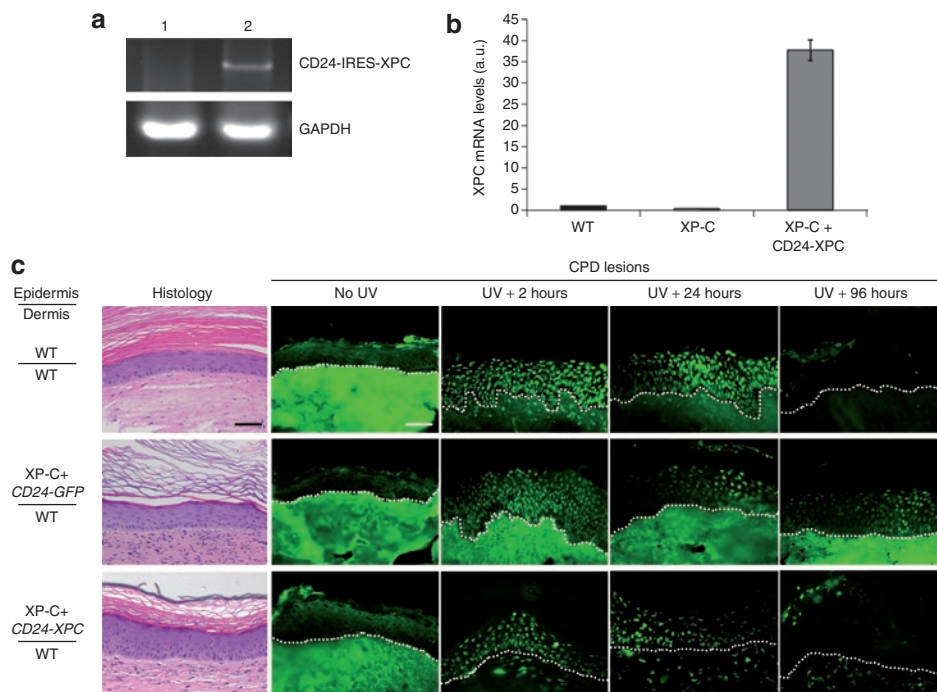 a
1 2
CD24-IRES-XPC
GAPDH
b
XPC mRNA levels (a.u.)
45
40
35
30
25
20
15
10
5
0
WT
XP-C
XP-C +
CD24-XPC
c
CPD lesions
Epidermis
Dermis
Histology
No UV
UV + 2 hours
UV + 24 hours
UV + 96 hours
WT
WT
XP-C+
CD24-GFP
WT
XP-C+
CD24-XPC
WT